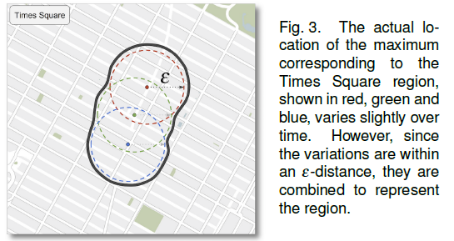 Times Square
ε
Fig. 3. The actual lo-
cation of the maximum
corresponding to the
Times Square region,
shown in red, green and
blue, varies slightly over
time. However, since
the variations are within
an ε-distance, they are
combined to represent
the region.